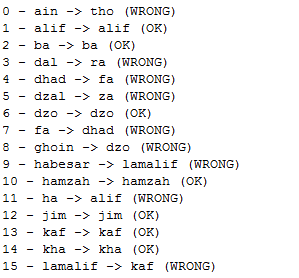 0 - ain -> tho (WRONG)
1 - alif -> alif (OK)
2 - ba -> ba (OK)
3 - dal -> ra (WRONG)
4 - dhad -> fa (WRONG)
5 - dzal -> za (WRONG)
6 - dzo -> dzo (OK)
7 - fa -> dhad (WRONG)
8 - ghoin -> dzo (WRONG)
9 - habesar -> lamalif (WRONG)
10 - hamzah -> hamzah (OK)
11 - ha -> alif (WRONG)
12 - jim -> jim (OK)
13 - kaf -> kaf (OK)
14 - kha -> kha (OK)
15 - lamalif -> kaf (WRONG)